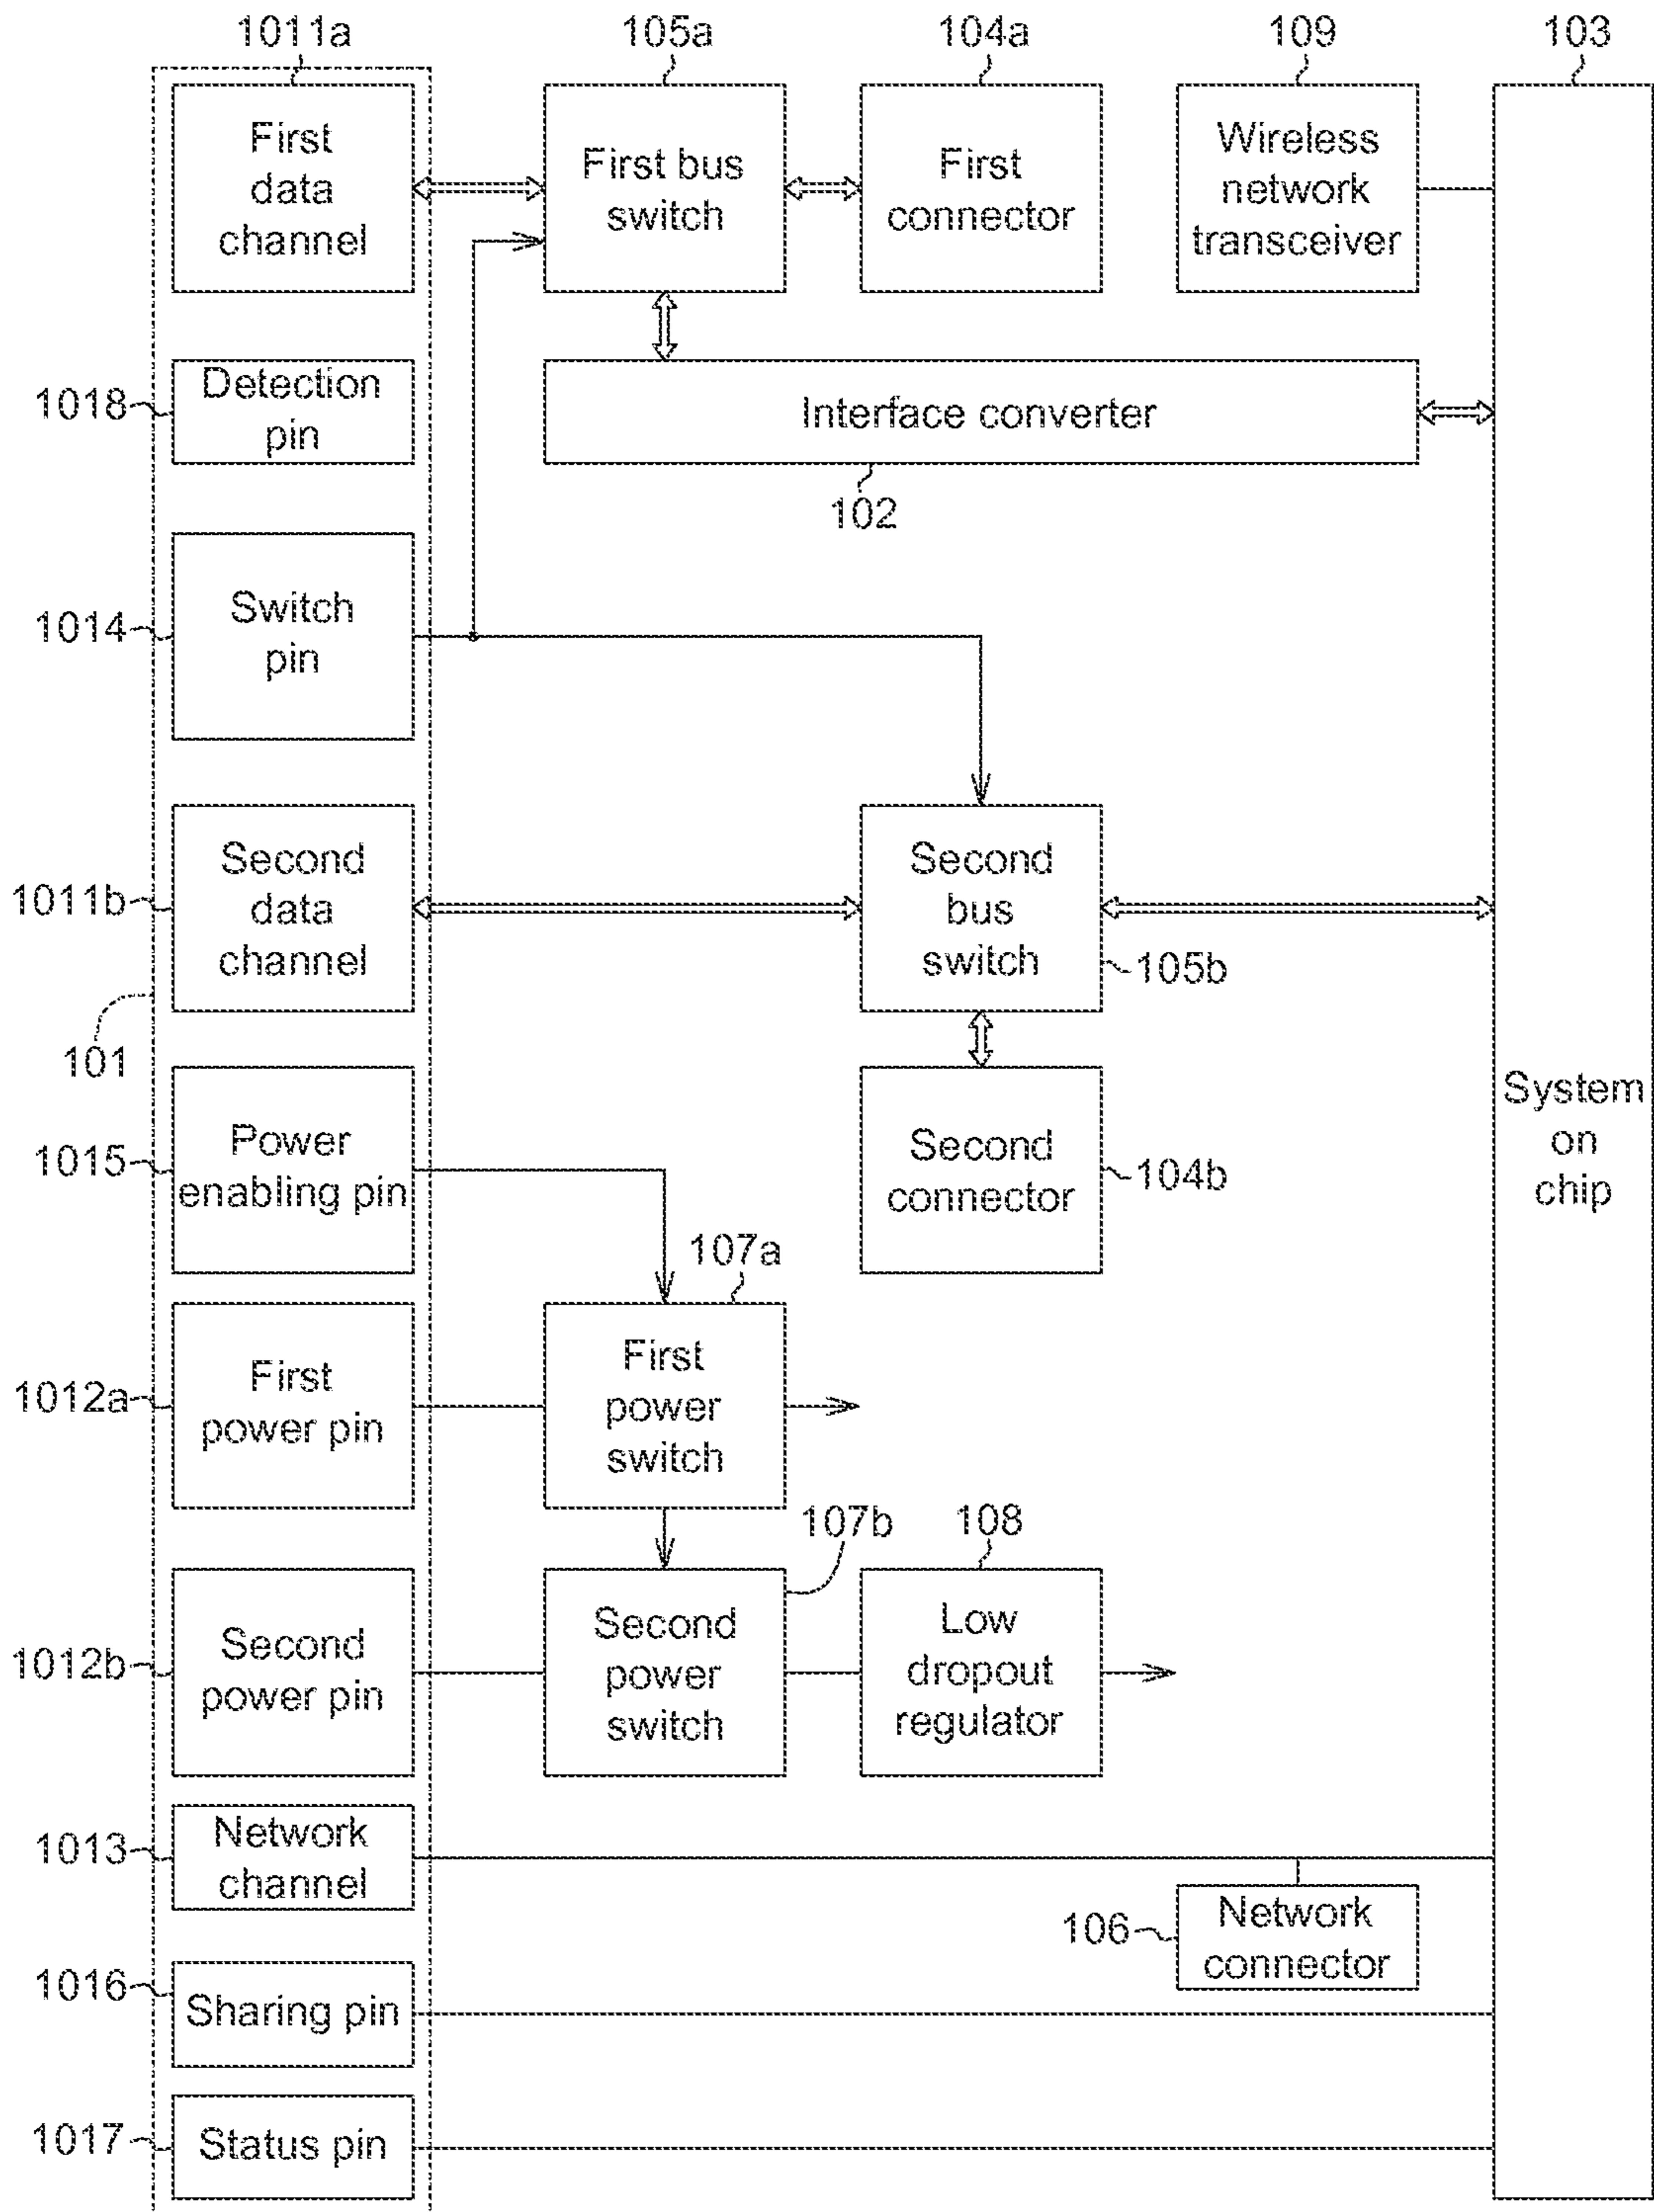 1011a
105a
104a
109
103
First
data
channel
First bus
switch
First
connector
Wireless
network
transceiver
1018
Detection
pin
Interface converter
102
1014
Switch
pin
1011b
Second
data
channel
Second
bus
switch
105b
101
System
on
chip
1015
Power
enabling pin
Second
connector
104b
107a
1012a
First
power pin
First
power
switch
107b
108
1012b
Second
power pin
Second
power
switch
Low
dropout
regulator
1013
Network
channel
106
Network
connector
1016
Sharing pin
1017
Status pin